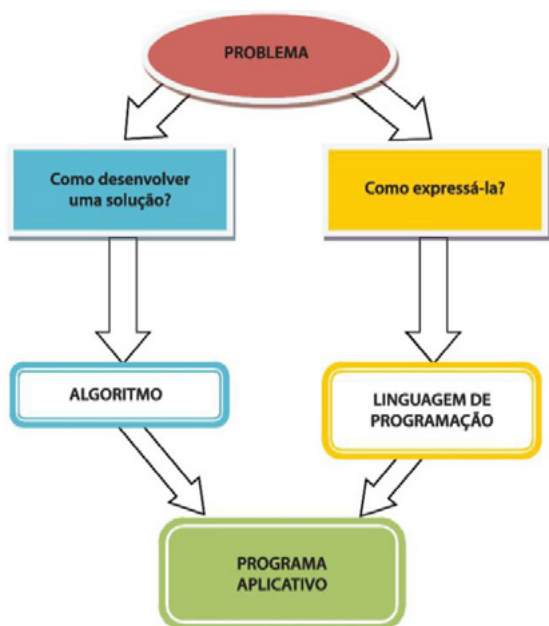 PROBLEMA
Como desenvolver
uma solução?
Como expressá-la?
ALGORITMO
LINGUAGEM DE
PROGRAMAÇÃO
PROGRAMA
APLICATIVO